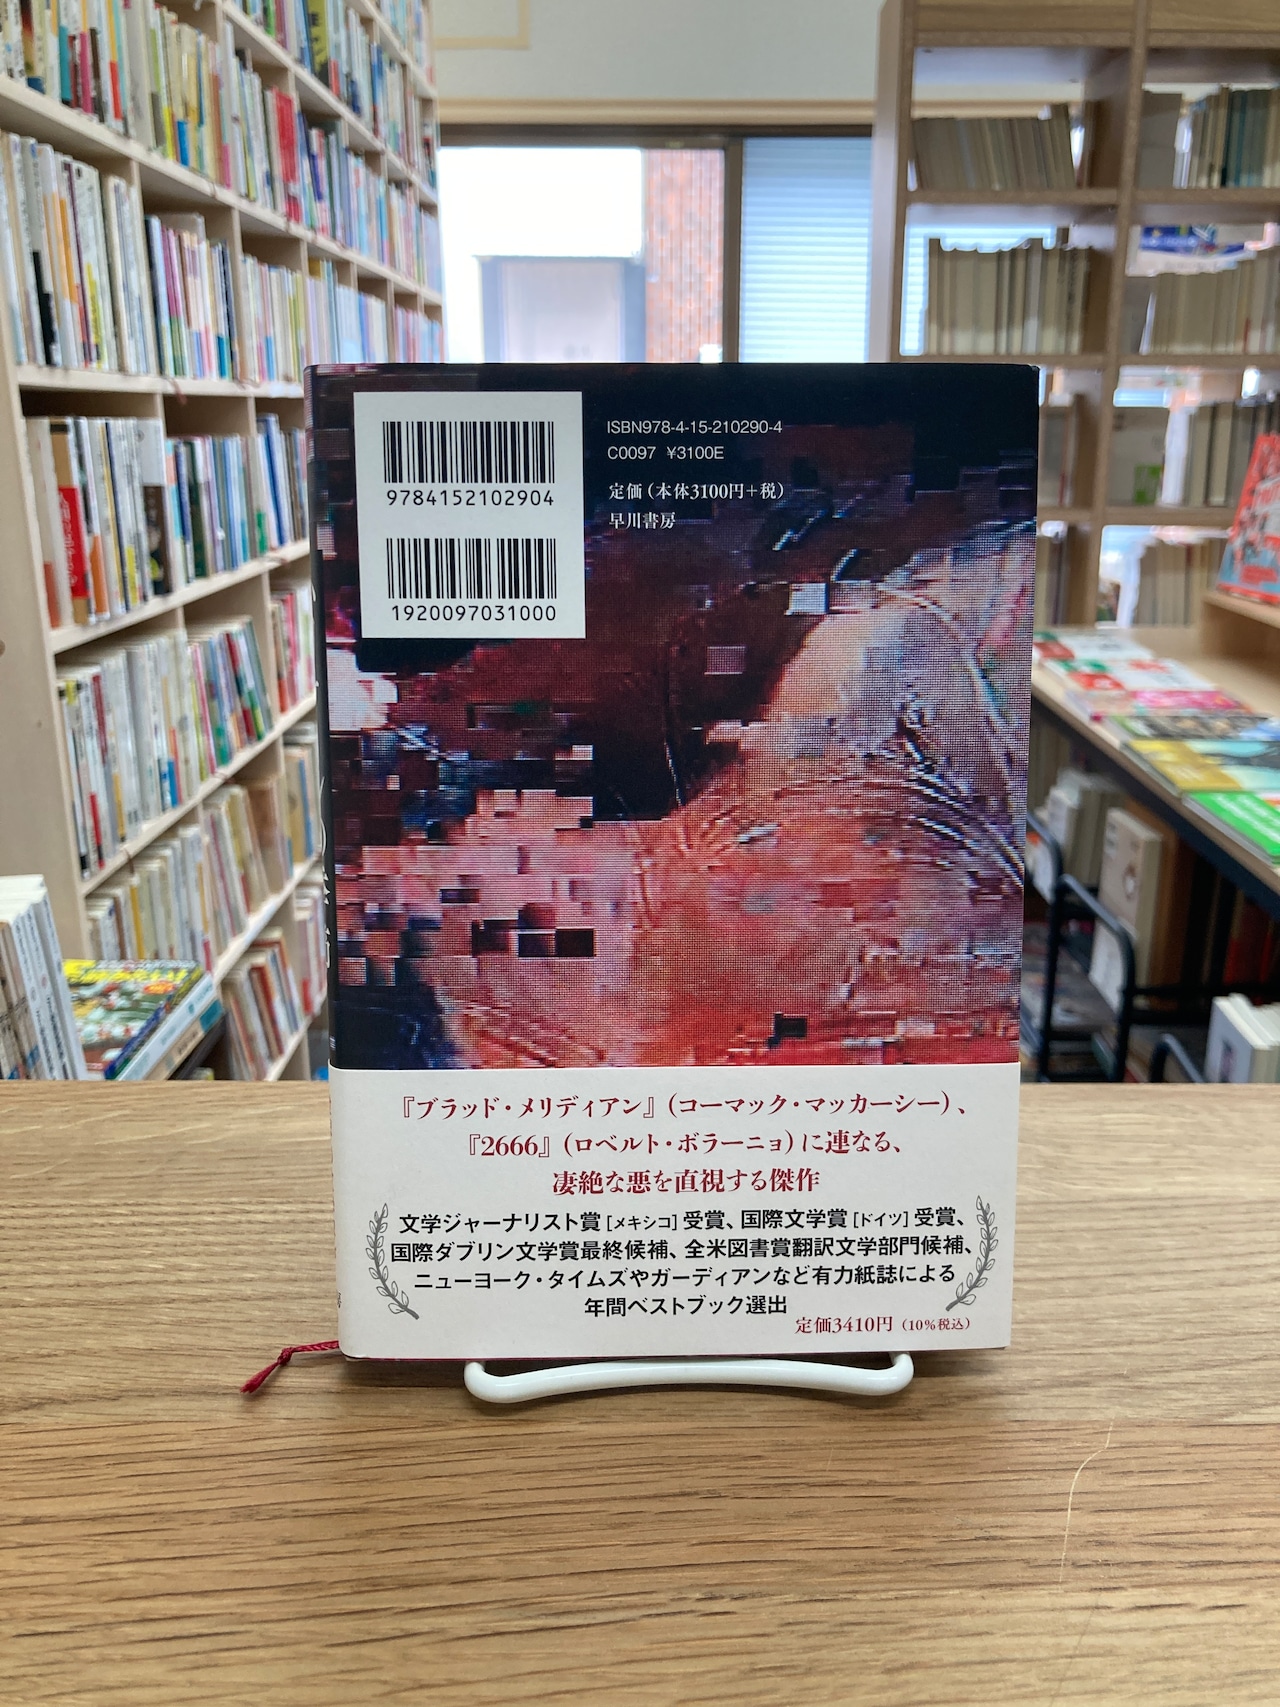 9784152102904
1920097031000
ISBN978-4-15-210290-4
C0097 ¥3100E
定価（本体3100円+税）
早川書房
『ブラッド・メリディアン』（コーマック・マッカーシー）、
『2666』（ロベルト・ボラーニョ）に連なる、
凄絶な悪を直視する傑作
文学ジャーナリスト賞［メキシコ］受賞、国際文学賞［ドイツ］受賞、
国際ダブリン文学賞最終候補、全米図書賞翻訳文学部門候補、
ニューヨーク・タイムズやガーディアンなど有力紙誌による
年間ベストブック選出
定価3410円（10%税込）